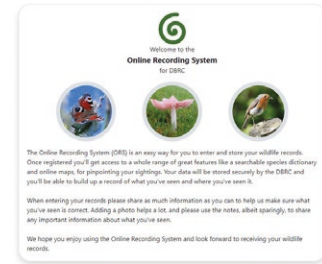 Welcome to the
Online Recording System
for DBRC
The Online Recording System (ORS) is an easy way for you to enter and store your wildlife records.
Once registered you'll get access to a whole range of great features like a searchable species dictionary
and online maps, for pinpointing your sightings. Your data will be stored securely by the DBRC and
you'll be able to build up a record of what you've seen and where you've seen it.
When entering your records please share as much information as you can to help us make sure what
you've seen is correct. Adding a photo helps a lot, and please use the notes, albeit sparingly, to share
any important information about what you've seen.
We hope you enjoy using the Online Recording System and look forward to receiving your wildlife
records.